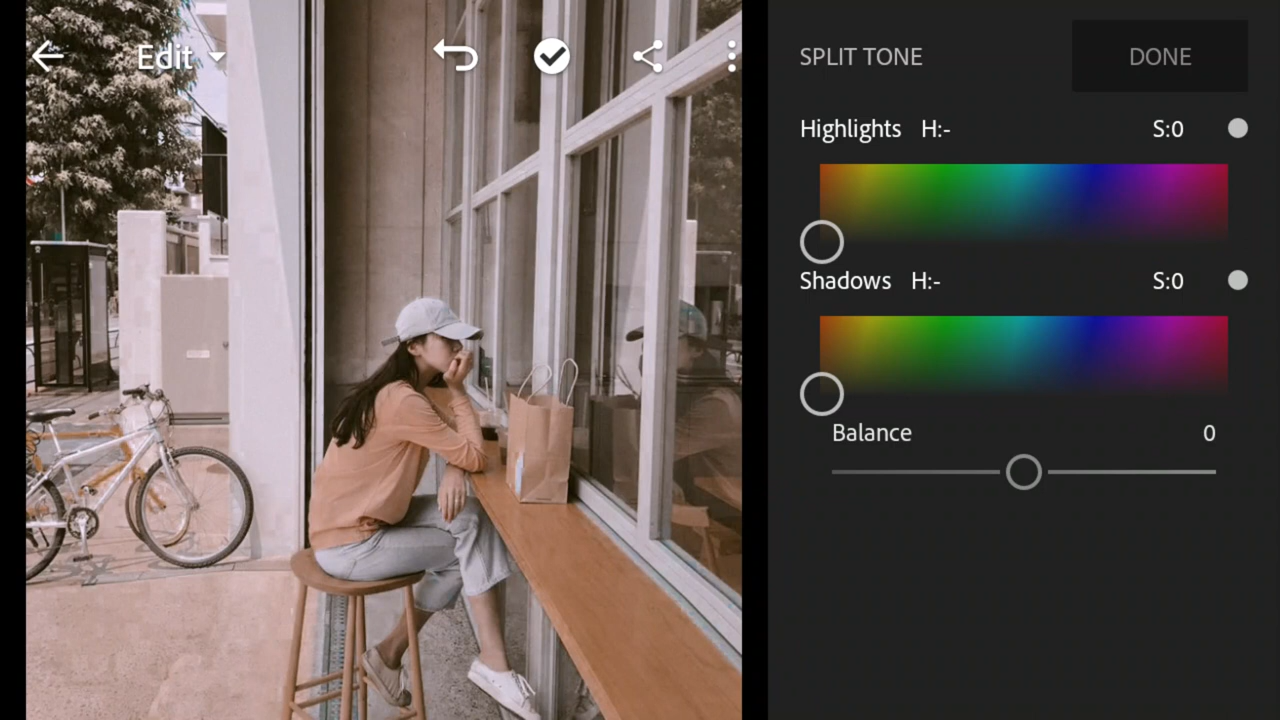 Edit
SPLIT TONE
DONE
Highlights H:- S:0
Shadows H:- S:0
Balance 0